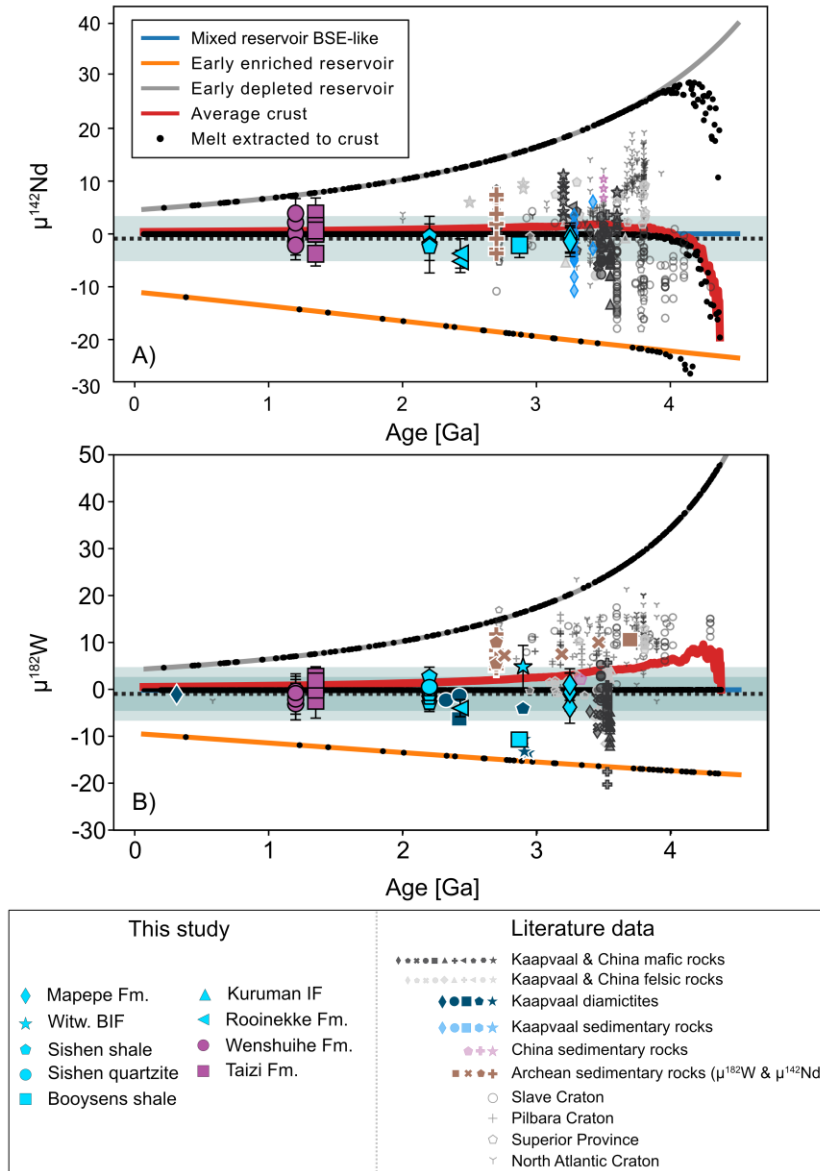 40
Mixed reservoir BSE-like
Early enriched reservoir
30
Early depleted reservoir
Average crust
20
Melt extracted to crust
μ¹⁴²Nd
10
0
-10
-20
A)
-30
0
1
2
3
4
Age [Ga]
50
40
30
20
μ¹⁸²W
10
0
-10
-20
B)
-30
0
1
2
3
4
Age [Ga]
This study
Mapepe Fm.
Witw. BIF
Sishen shale
Sishen quartzite
Booysens shale
Kuruman IF
Rooinekke Fm.
Wenshuihe Fm.
Taizi Fm.
Literature data
Kaapvaal & China mafic rocks
Kaapvaal & China felsic rocks
Kaapvaal diamictites
Kaapvaal sedimentary rocks
China sedimentary rocks
Archean sedimentary rocks (μ¹⁸²W & μ¹⁴²Nd
Slave Craton
Pilbara Craton
Superior Province
North Atlantic Craton